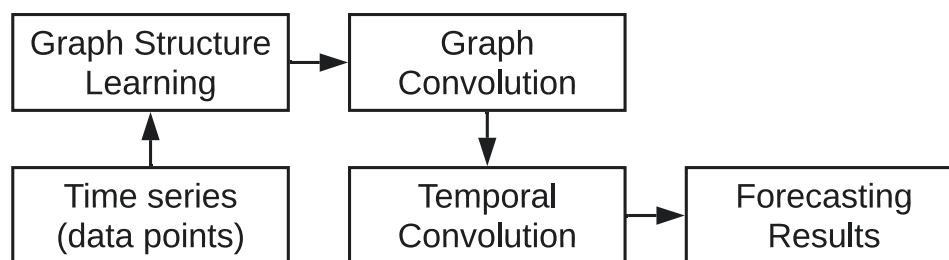 Graph Structure
Learning
Graph
Convolution
Time series
(data points)
Temporal
Convolution
Forecasting
Results